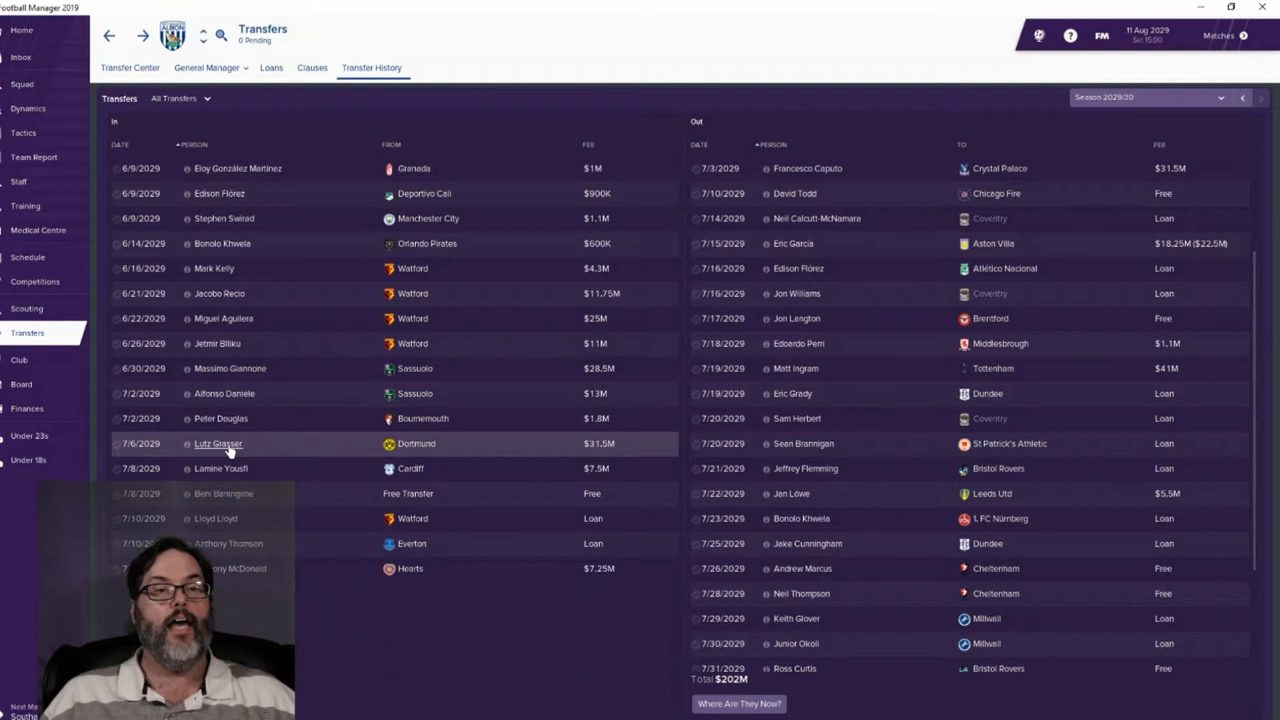 Football Manager 2019
Home
Inbox
Squad
Dynamics
Tactics
Team Report
Staff
Training
Medical Centre
Schedule
Competitions
Scouting
Transfers
Club
Board
Finances
Under 23s
Under 18s
Next Ma
Southa
ALBION
Transfers
0 Pending
FM
11 Aug 2029
Sat 15:00
Matches
Transfer Center
General Manager
Loans
Clauses
Transfer History
Transfers All Transfers
Season 2029/30
In
DATE PERSON FROM FEE
6/9/2029 Eloy González Martínez Granada $1M
6/9/2029 Edison Flórez Deportivo Cali $900K
6/9/2029 Stephen Swirad Manchester City $1.1M
6/14/2029 Bonolo Khwela Orlando Pirates $600K
6/16/2029 Mark Kelly Watford $4.3M
6/21/2029 Jacobo Recio Watford $11.75M
6/22/2029 Miguel Aguilera Watford $25M
6/26/2029 Jetmir Blliku Watford $11M
6/30/2029 Massimo Giannone Sassuolo $28.5M
7/2/2029 Alfonso Daniele Sassuolo $13M
7/2/2029 Peter Douglas Bournemouth $1.8M
7/6/2029 Lutz Grasser Dortmund $31.5M
7/8/2029 Lamine Yousfi Cardiff $7.5M
7/8/2029 Beni Baningime Free Transfer Free
7/10/2029 Lloyd Lloyd Watford Loan
7/10 Anthony Thomson Everton Loan
7 ony McDonald Hearts $7.25M
Out
DATE PERSON TO FEE
7/3/2029 Francesco Caputo Crystal Palace $31.5M
7/10/2029 David Todd Chicago Fire Free
7/14/2029 Neil Calcutt-McNamara Coventry Loan
7/15/2029 Eric García Aston Villa $18.25M ($22.5M)
7/16/2029 Edison Flórez Atlético Nacional Loan
7/16/2029 Jon Williams Coventry Loan
7/17/2029 Jon Langton Brentford Free
7/18/2029 Edoardo Perri Middlesbrough $1.1M
7/19/2029 Matt Ingram Tottenham $41M
7/19/2029 Eric Grady Dundee Loan
7/20/2029 Sam Herbert Coventry Loan
7/20/2029 Sean Brannigan St Patrick's Athletic Loan
7/21/2029 Jeffrey Flemming Bristol Rovers Loan
7/22/2029 Jan Löwe Leeds Utd $5.5M
7/23/2029 Bonolo Khwela 1. FC Nürnberg Loan
7/25/2029 Jake Cunningham Dundee Loan
7/26/2029 Andrew Marcus Cheltenham Free
7/28/2029 Neil Thompson Cheltenham Free
7/29/2029 Keith Glover Millwall Loan
7/30/2029 Junior Okoli Millwall Loan
7/31/2029 Ross Curtis Bristol Rovers Free
Total $202M
Where Are They Now?